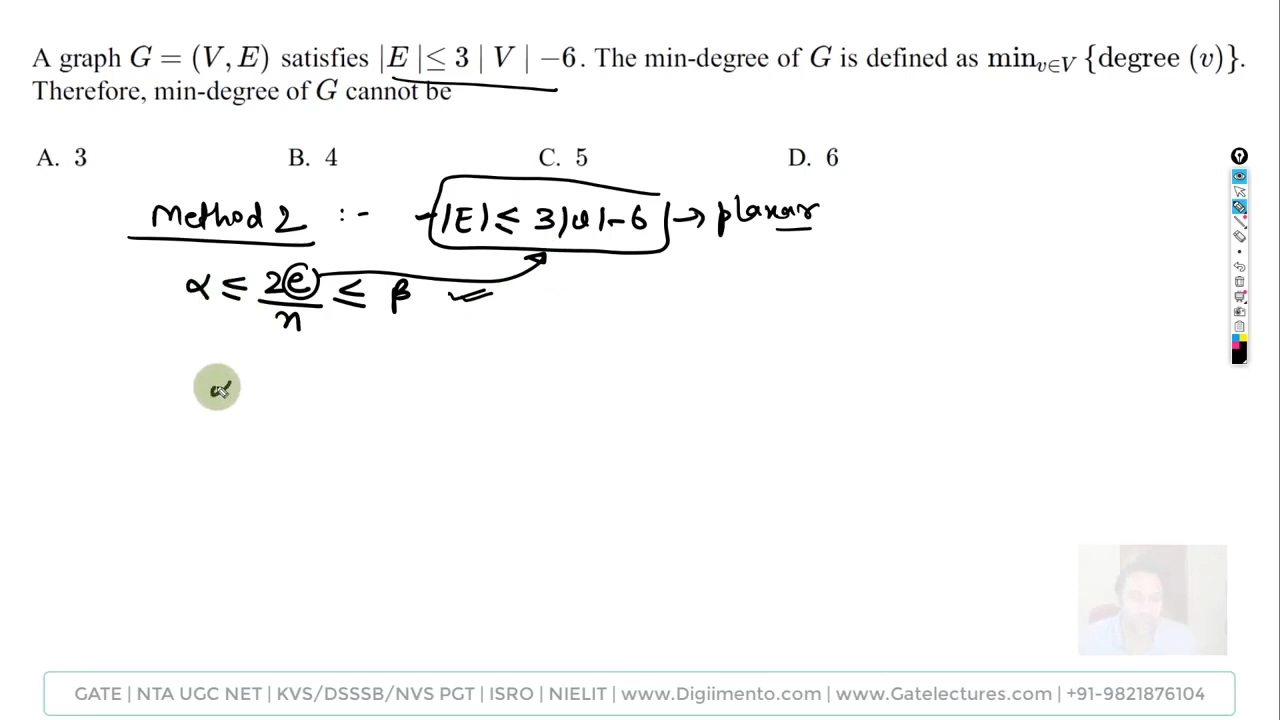 A graph G = (V, E) satisfies |E| ≤ 3 | V | −6. The min-degree of G is defined as min_{v∈V} {degree (v)}.
Therefore, min-degree of G cannot be
A. 3 B. 4 C. 5 D. 6
Method 2 :- |E| ≤ 3|v| - 6 → planar
α ≤ 2e/n ≤ β
α
GATE | NTA UGC NET | KVS/DSSSB/NVS PGT | ISRO | NIELIT | www.Digiimento.com | www.Gatelectures.com | +91-9821876104